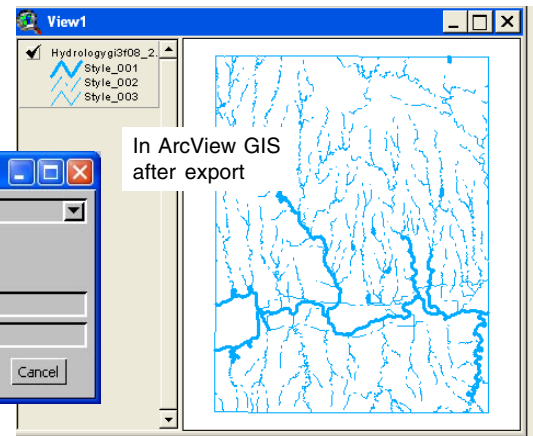 View1
Hydrologygi3f08_2.
Style_001
Style_002
Style_003
In ArcView GIS
after export
Cancel